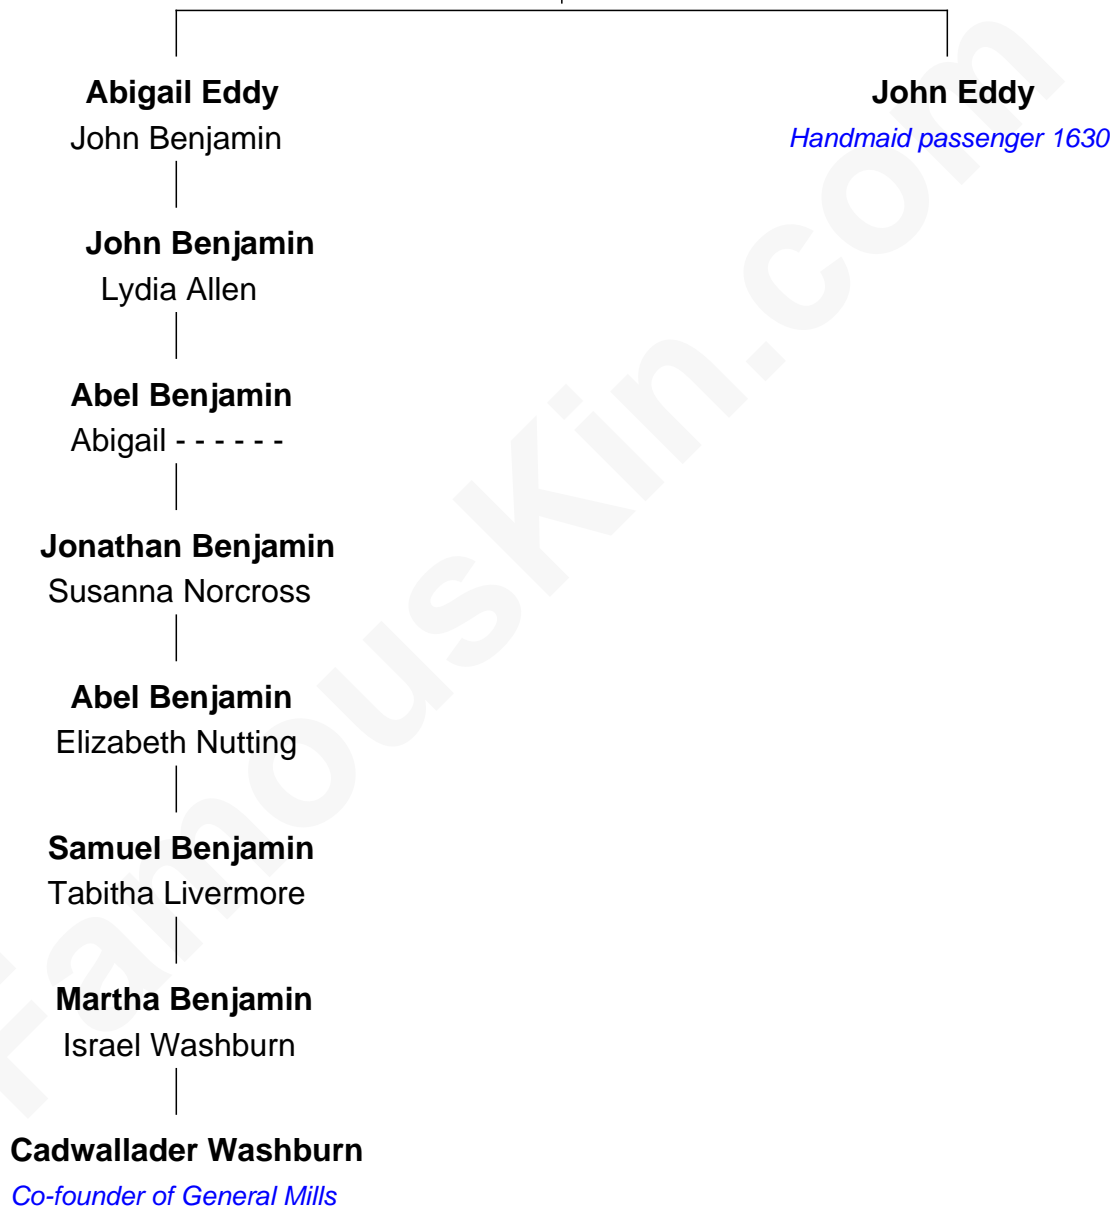 Abigail Eddy
John Benjamin
John Eddy
Handmaid passenger 1630
John Benjamin
Lydia Allen
Abel Benjamin
Abigail - - - - - -
Jonathan Benjamin
Susanna Norcross
Abel Benjamin
Elizabeth Nutting
Samuel Benjamin
Tabitha Livermore
Martha Benjamin
Israel Washburn
Cadwallader Washburn
Co-founder of General Mills
FamousKin.com